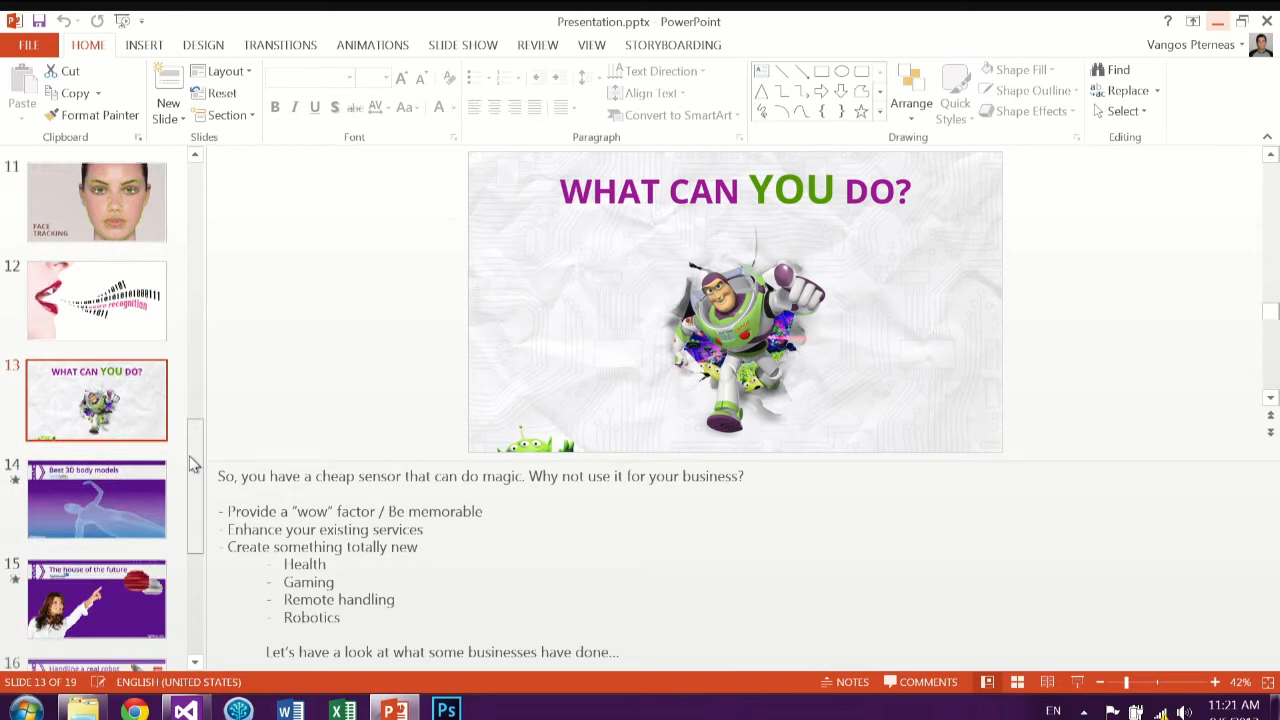 Presentation.pptx - PowerPoint
FILE HOME INSERT DESIGN TRANSITIONS ANIMATIONS SLIDE SHOW REVIEW VIEW STORYBOARDING
Vangos Pterneas
Paste
Cut
Copy
Format Painter
Clipboard
New Slide
Layout
Reset
Section
Slides
Font
Text Direction
Align Text
Convert to SmartArt
Paragraph
Arrange
Quick Styles
Shape Fill
Shape Outline
Shape Effects
Drawing
Find
Replace
Select
Editing
11
FACE
TRACKING
12
recognition
13
WHAT CAN YOU DO?
14
Best 3D body models
15
The house of the future
16
Handling a real robot
WHAT CAN YOU DO?
So, you have a cheap sensor that can do magic. Why not use it for your business?
- Provide a "wow" factor / Be memorable
- Enhance your existing services
- Create something totally new
- Health
- Gaming
- Remote handling
- Robotics
Let's have a look at what some businesses have done...
SLIDE 13 OF 19 ENGLISH (UNITED STATES) NOTES COMMENTS 42%
EN 11:21 AM